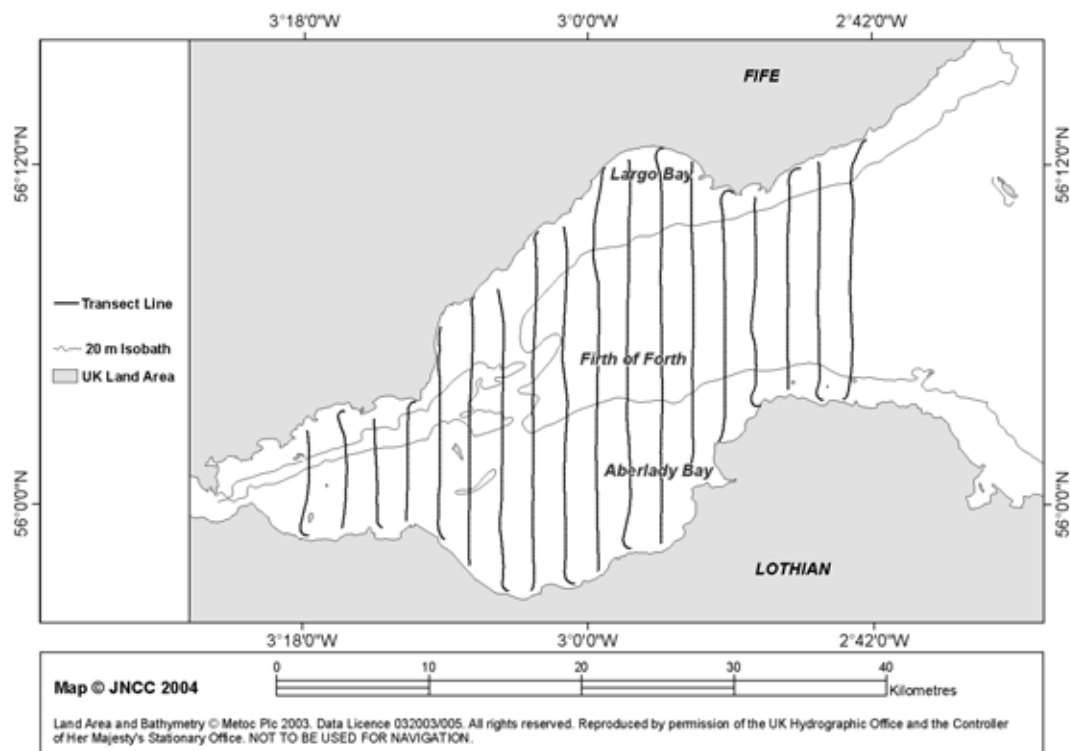 3°18'0"W 3°0'0"W 2°42'0"W
FIFE
56°12'0"N 56°12'0"N
Largo Bay
Transect Line
20 m Isobath
UK Land Area
Firth of Forth
Aberlady Bay
56°0'0"N 56°0'0"N
LOTHIAN
3°18'0"W 3°0'0"W 2°42'0"W
0 10 20 30 40
Map © JNCC 2004 Kilometres
Land Area and Bathymetry © Metoc Plc 2003. Data Licence 032003/005. All rights reserved. Reproduced by permission of the UK Hydrographic Office and the Controller
of Her Majesty's Stationary Office. NOT TO BE USED FOR NAVIGATION.